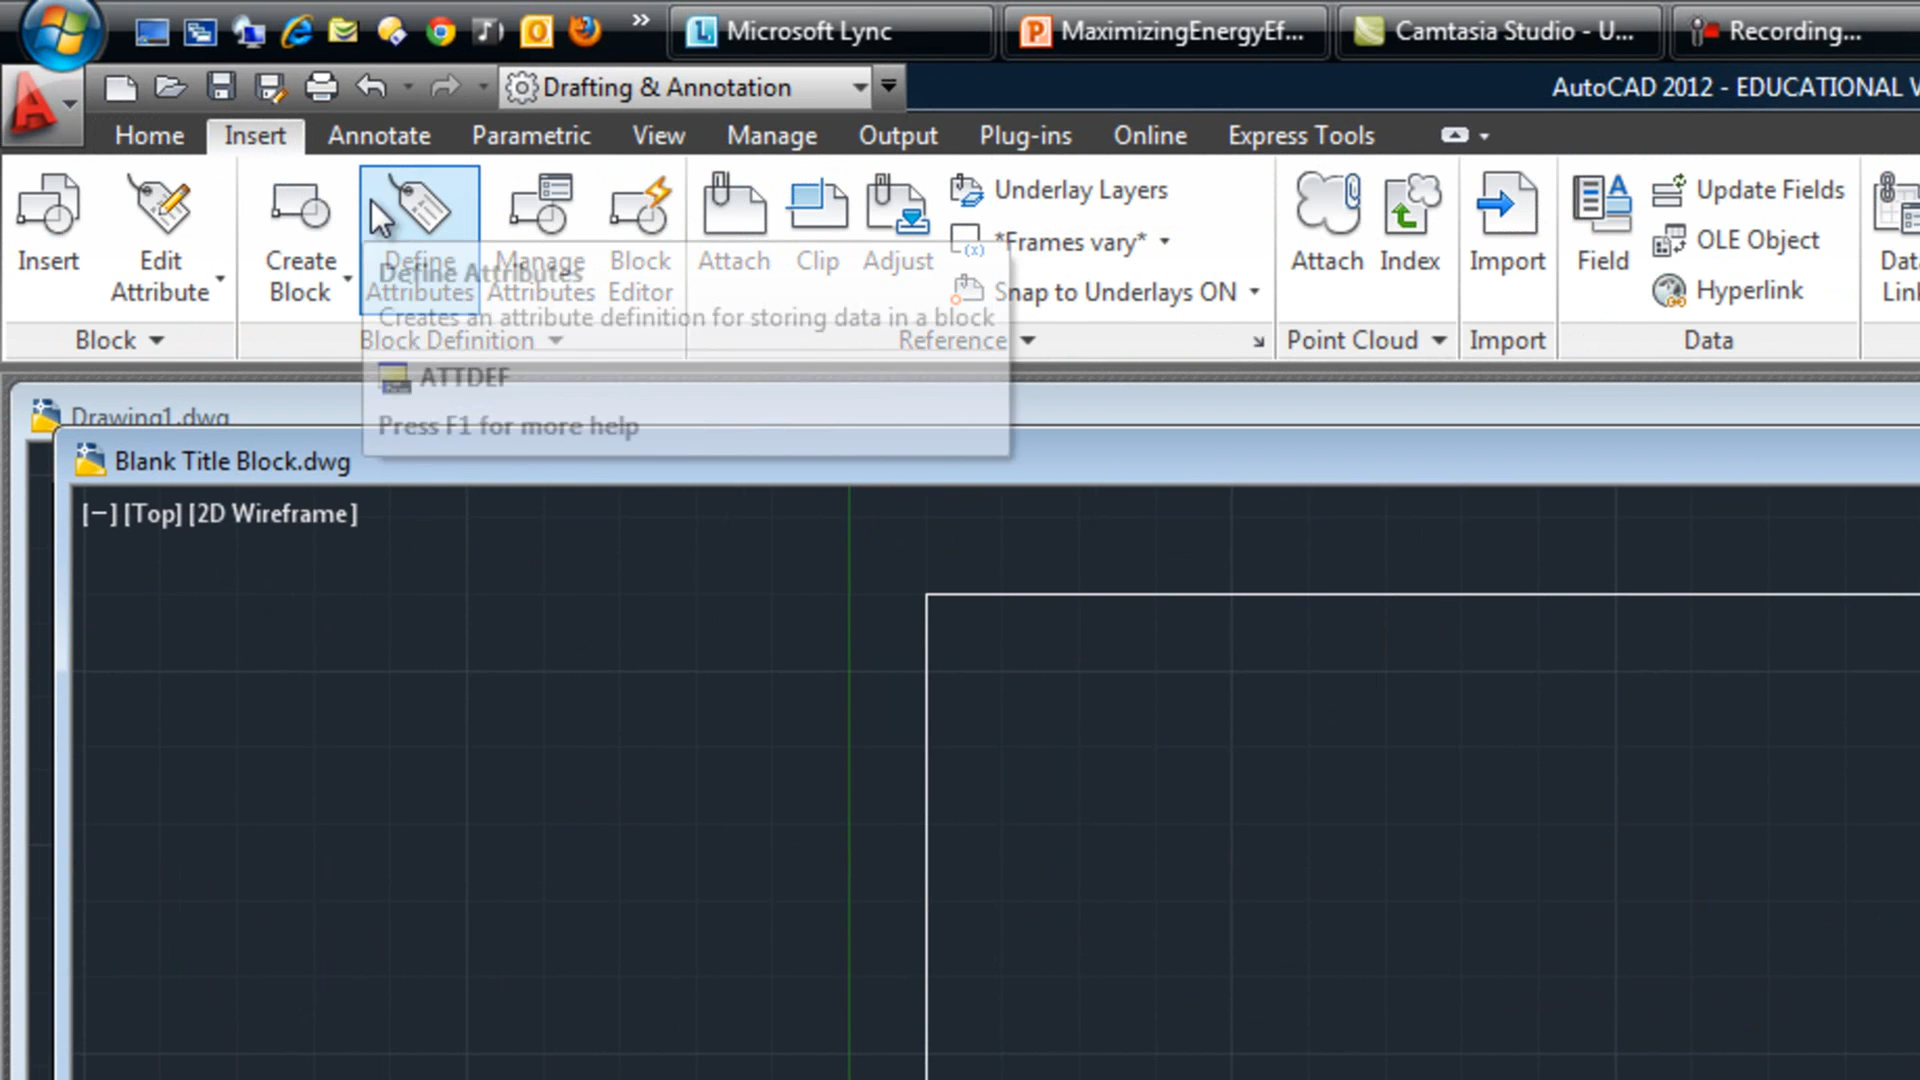 Microsoft Lync
MaximizingEnergyEf...
Camtasia Studio - U...
Recording...
Drafting & Annotation
AutoCAD 2012 - EDUCATIONAL V
Home Insert Annotate Parametric View Manage Output Plug-ins Online Express Tools
Insert
Edit Attribute
Create Block
Define Attributes
Manage Attributes
Block Editor
Attach
Clip
Adjust
Underlay Layers
*Frames vary*
Snap to Underlays ON
Attach
Index
Import
Field
Update Fields
OLE Object
Hyperlink
Data
Link
Block
Block Definition
Reference
Point Cloud
Import
Data
Define Attributes
Creates an attribute definition for storing data in a block
ATTDEF
Press F1 for more help
Drawing1.dwg
Blank Title Block.dwg
[−] [Top] [2D Wireframe]